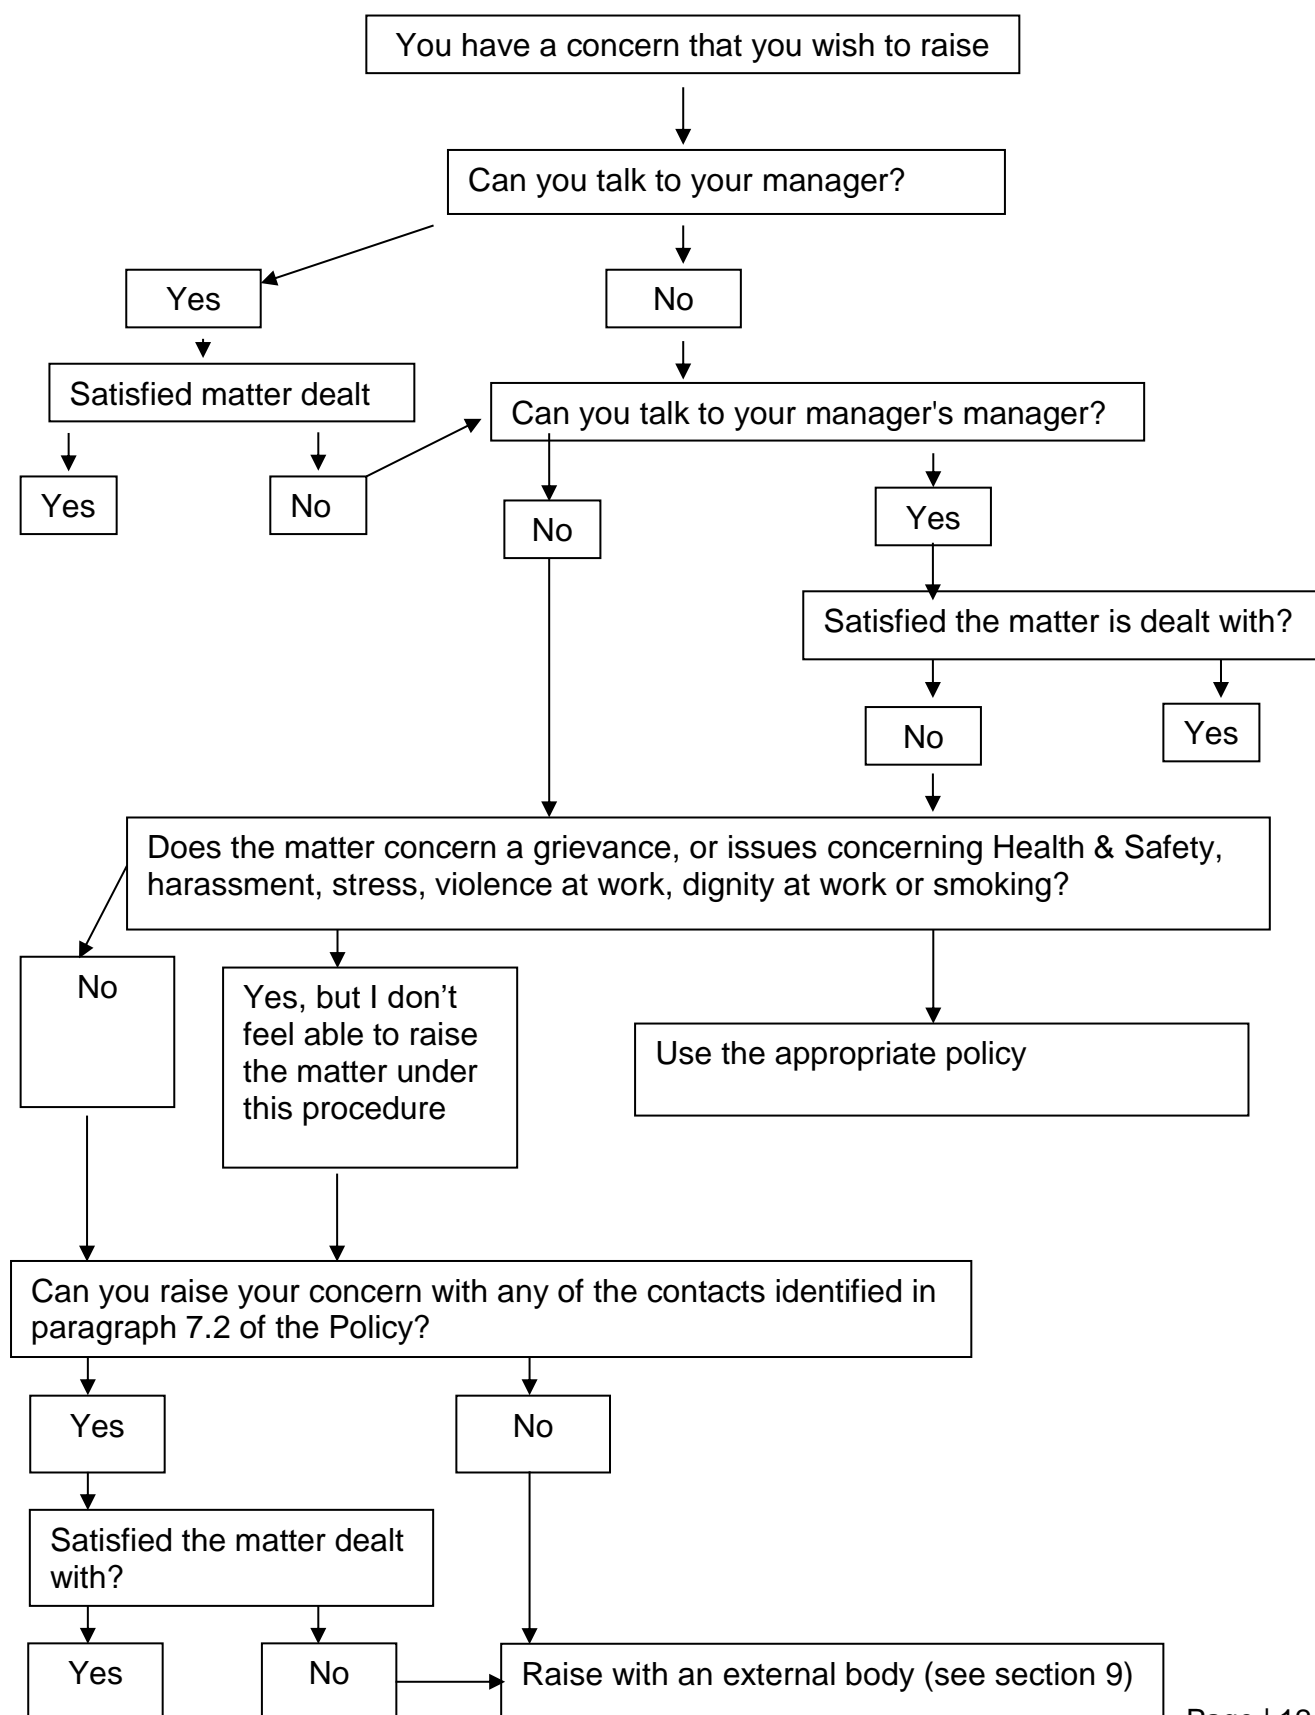 You have a concern that you wish to raise
Can you talk to your manager?
Yes
No
Satisfied matter dealt
Can you talk to your manager's manager?
Yes
No
No
Yes
Satisfied the matter is dealt with?
No
Yes
Does the matter concern a grievance, or issues concerning Health & Safety,
harassment, stress, violence at work, dignity at work or smoking?
No
Yes, but I don’t
feel able to raise
the matter under
this procedure
Use the appropriate policy
Can you raise your concern with any of the contacts identified in
paragraph 7.2 of the Policy?
Yes
No
Satisfied the matter dealt
with?
Yes
No
Raise with an external body (see section 9)